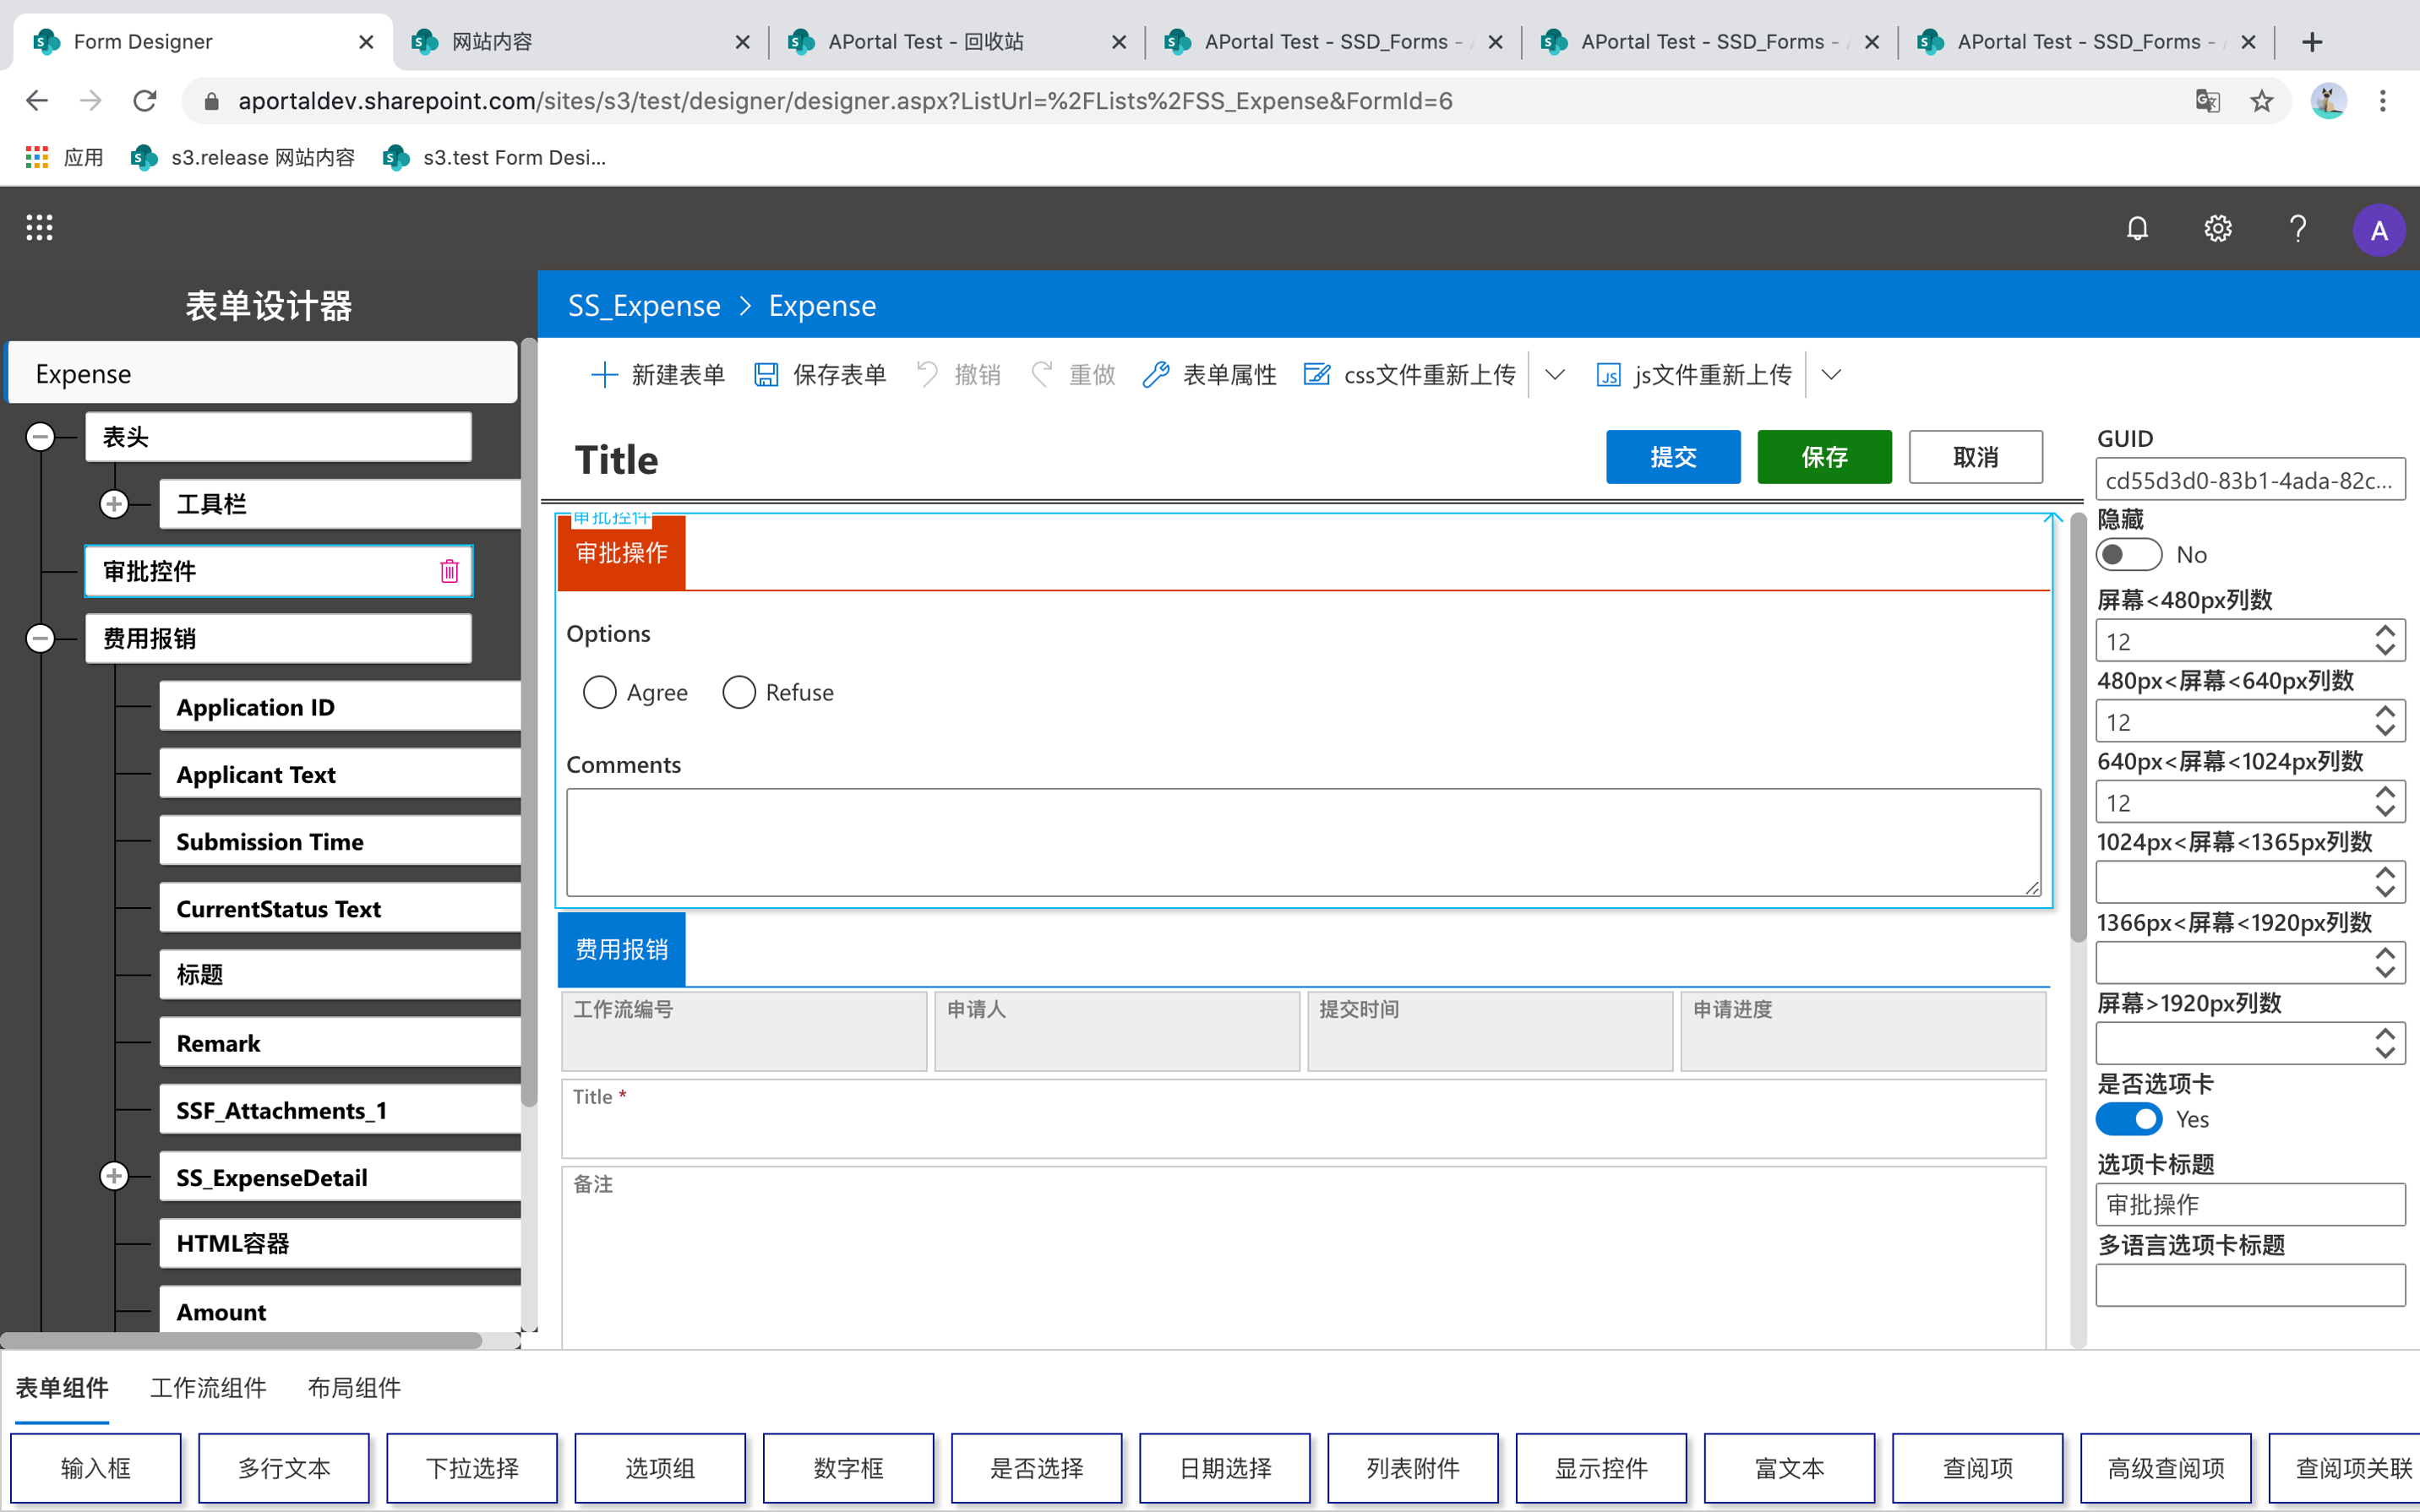 Form Designer
网站内容
APortal Test - 回收站
APortal Test - SSD_Forms -
APortal Test - SSD_Forms -
APortal Test - SSD_Forms -
aportaldev.sharepoint.com/sites/s3/test/designer/designer.aspx?ListUrl=%2FLists%2FSS_Expense&FormId=6
应用
s3.release 网站内容
s3.test Form Desi...
A
表单设计器
SS_Expense > Expense
Expense
新建表单
保存表单
撤销
重做
表单属性
css文件重新上传
JS
js文件重新上传
表头
工具栏
审批控件
费用报销
Application ID
Applicant Text
Submission Time
CurrentStatus Text
标题
Remark
SSF_Attachments_1
SS_ExpenseDetail
HTML容器
Amount
Title
提交
保存
取消
审批控件
审批操作
Options
Agree
Refuse
Comments
费用报销
工作流编号
申请人
提交时间
申请进度
Title *
备注
GUID
cd55d3d0-83b1-4ada-82c...
隐藏
No
屏幕<480px列数
12
480px<屏幕<640px列数
12
640px<屏幕<1024px列数
12
1024px<屏幕<1365px列数
1366px<屏幕<1920px列数
屏幕>1920px列数
是否选项卡
Yes
选项卡标题
审批操作
多语言选项卡标题
表单组件
工作流组件
布局组件
输入框
多行文本
下拉选择
选项组
数字框
是否选择
日期选择
列表附件
显示控件
富文本
查阅项
高级查阅项
查阅项关联